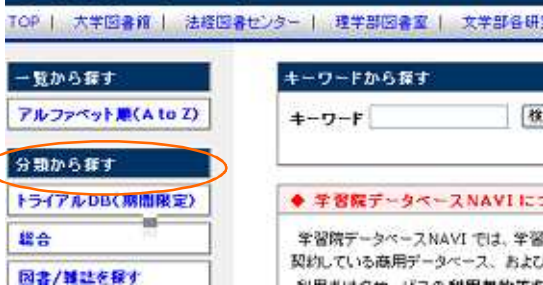 TOP | 大学図書館 | 法経図書センター | 理学部図書室 | 文学部各研
一覧から探す
アルファベット順(A to Z)
分類から探す
トライアルDB(期間限定)
総合
図書/雑誌を探す
キーワードから探す
キーワード 検
◆ 学習院データベースNAVI に
学習院データベースNAVI では、学習
契約している商用データベース、および